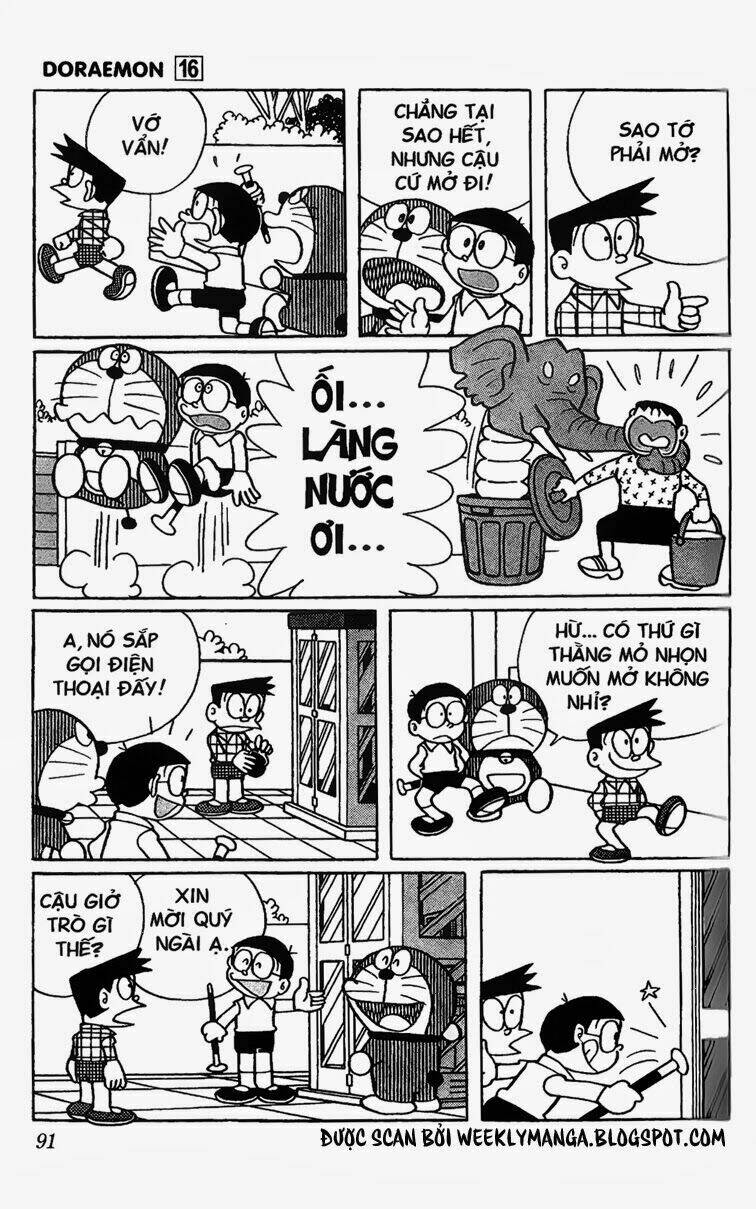 DORAEMON 16
SAO TỚ
PHẢI MỞ?
CHẲNG TẠI
SAO HẾT,
NHƯNG CẬU
CỨ MỞ ĐI!
VỚ
VẨN!
ỐI...
LÀNG
NƯỚC
ƠI...
HỪ... CÓ THỨ GÌ
THẰNG MỎ NHỌN
MUỐN MỞ KHÔNG
NHỈ?
A, NÓ SẮP
GỌI ĐIỆN
THOẠI ĐẤY!
XIN
MỜI QUÝ
NGÀI Ạ...
CẬU GIỞ
TRÒ GÌ
THẾ?
91
ĐƯỢC SCAN BỞI WEEKLYMANGA.BLOGSPOT.COM